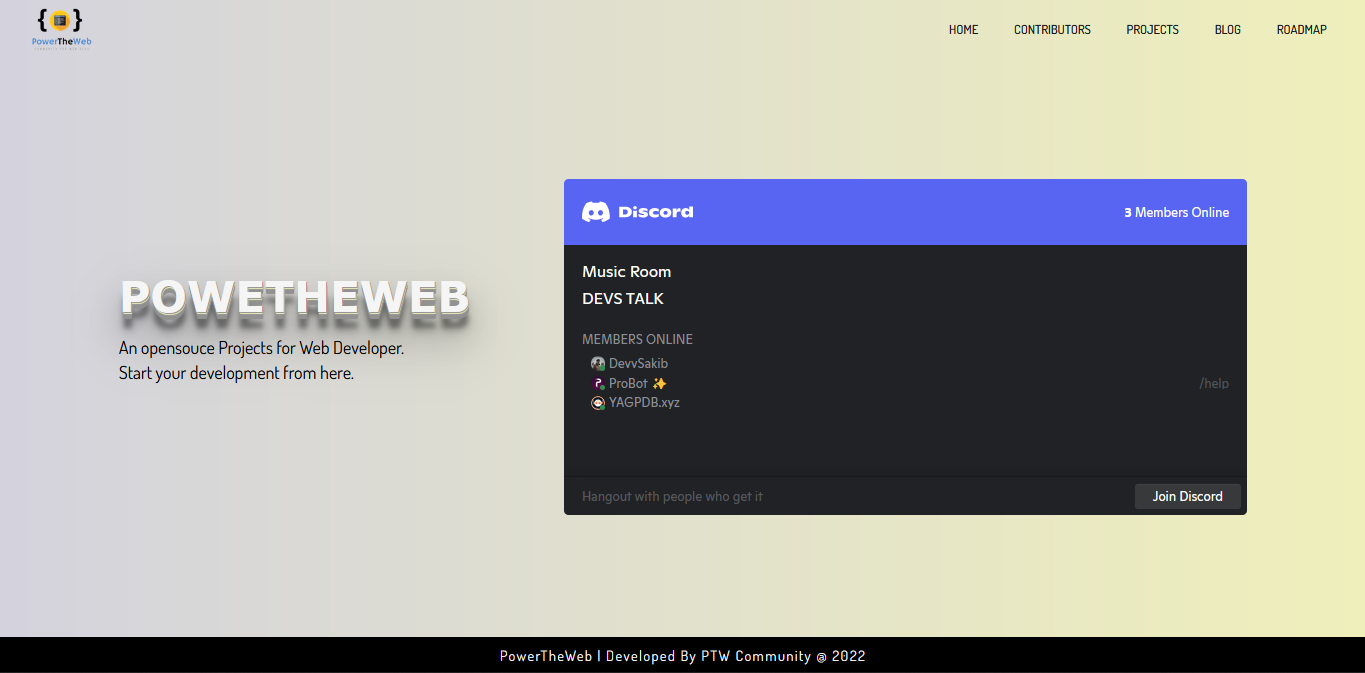 { }
PowerTheWeb
HOME CONTRIBUTORS PROJECTS BLOG ROADMAP
Discord 3 Members Online
Music Room
DEVS TALK
POWETHEWEB
An opensouce Projects for Web Developer.
Start your development from here.
MEMBERS ONLINE
DevvSakib
ProBot ✨ /help
YAGPDB.xyz
Hangout with people who get it Join Discord
PowerTheWeb | Developed By PTW Community @ 2022